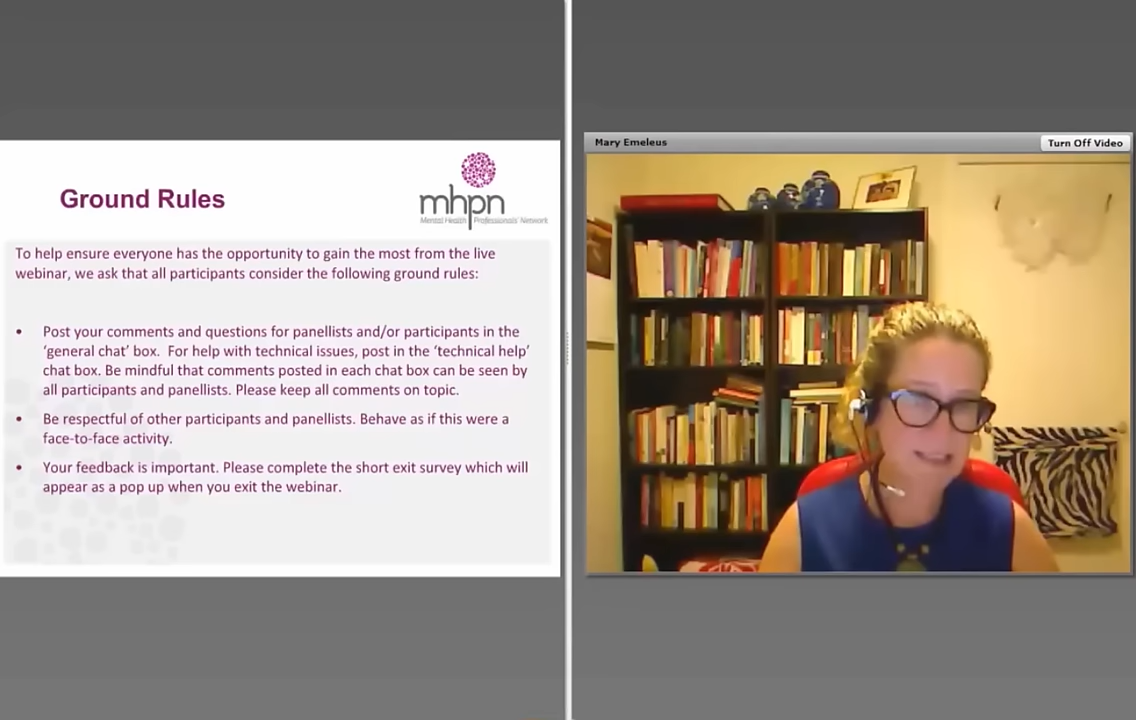 Ground Rules
mhpn
Mental Health Professionals' Network
To help ensure everyone has the opportunity to gain the most from the live
webinar, we ask that all participants consider the following ground rules:
• Post your comments and questions for panellists and/or participants in the
'general chat' box.  For help with technical issues, post in the 'technical help'
chat box. Be mindful that comments posted in each chat box can be seen by
all participants and panellists. Please keep all comments on topic.
• Be respectful of other participants and panellists. Behave as if this were a
face-to-face activity.
• Your feedback is important. Please complete the short exit survey which will
appear as a pop up when you exit the webinar.
Mary Emeleus
Turn Off Video